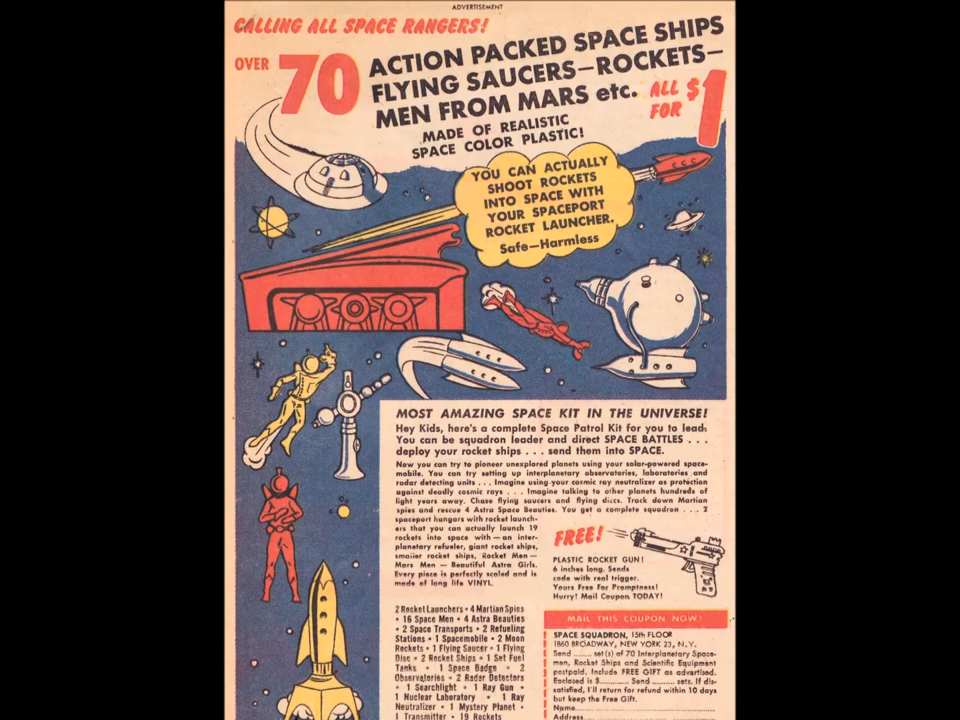 ADVERTISEMENT
CALLING ALL SPACE RANGERS!
OVER 70 ACTION PACKED SPACE SHIPS
FLYING SAUCERS—ROCKETS—
MEN FROM MARS etc. ALL FOR $1
MADE OF REALISTIC
SPACE COLOR PLASTIC!
YOU CAN ACTUALLY
SHOOT ROCKETS
INTO SPACE WITH
YOUR SPACEPORT
ROCKET LAUNCHER.
Safe—Harmless
MOST AMAZING SPACE KIT IN THE UNIVERSE!
Hey Kids, here's a complete Space Patrol Kit for you to lead.
You can be squadron leader and direct SPACE BATTLES . . .
deploy your rocket ships . . . send them into SPACE.
Now you can try to pioneer unexplored planets using your solar-powered space-
mobile. You can try setting up interplanetary observatories, laboratories and
radar detecting units . . . Imagine using your cosmic ray neutralizer as protection
against deadly cosmic rays . . . Imagine talking to other planets hundreds of
light years away. Chase flying saucers and flying discs. Track down Martian
spies and rescue 4 Astra Space Beauties. You get a complete squadron . . . 2
spaceport hangars with rocket launch-
ers that you can actually launch 19
rockets into space with — an inter-
planetary refueler, giant rocket ships,
smaller rocket ships, Rocket Men —
Mars Men — Beautiful Astra Girls.
Every piece is perfectly scaled and is
made of long life VINYL.
FREE!
PLASTIC ROCKET GUN!
6 inches long. Sends
code with real trigger.
Yours Free For Promptness!
Hurry! Mail Coupon TODAY!
2 Rocket Launchers • 4 Martian Spies
• 16 Space Men • 4 Astra Beauties
• 2 Space Transports • 2 Refueling
Stations • 1 Spacemobile • 2 Moon
Rockets • 1 Flying Saucer • 1 Flying
Disc • 2 Rocket Ships • 1 Set Fuel
Tanks • 1 Space Badge • 2
Observatories • 2 Radar Detectors
• 1 Searchlight • 1 Ray Gun •
1 Nuclear Laboratory • 1 Ray
Neutralizer • 1 Mystery Planet •
1 Transmitter • 19 Rockets
MAIL THIS COUPON NOW!
SPACE SQUADRON, 15th FLOOR
1860 BROADWAY, NEW YORK 23, N.Y.
Send ........ set(s) of 70 Interplanetary Space-
men, Rocket Ships and Scientific Equipment
postpaid. Include FREE GIFT as advertised.
Enclosed is $............ Send ........ sets. If dis-
satisfied, I'll return for refund within 10 days
but keep the Free Gift.
Name
Address